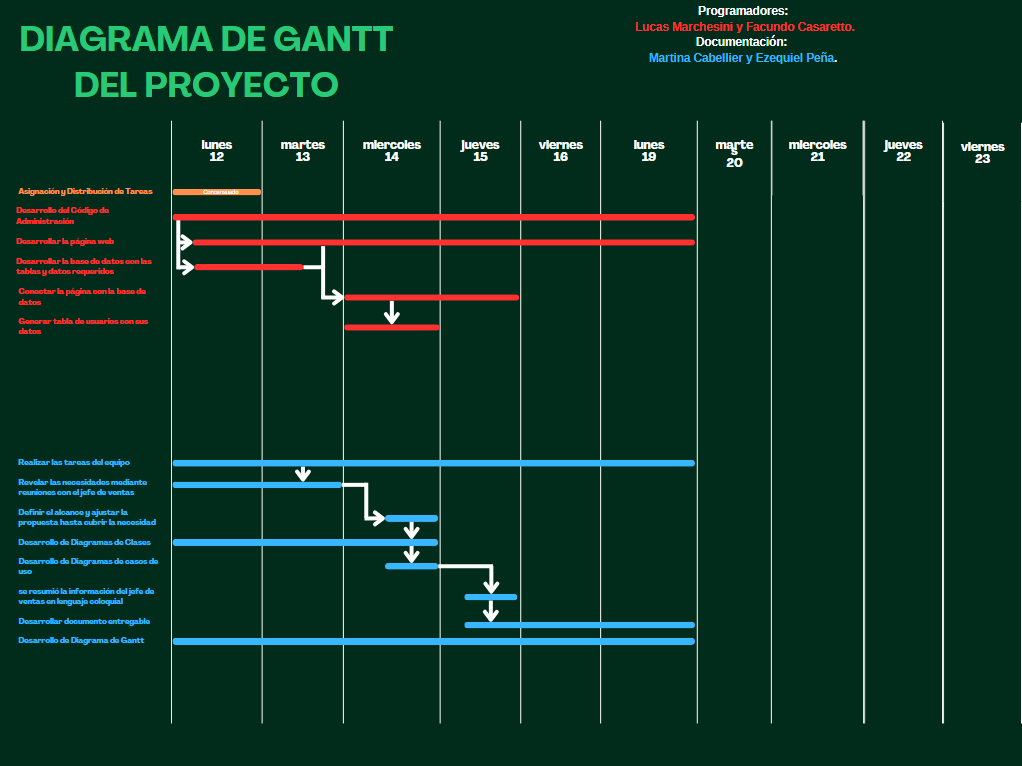 DIAGRAMA DE GANTT
DEL PROYECTO
Programadores:
Lucas Marchesini y Facundo Casaretto.
Documentación:
Martina Cabellier y Ezequiel Peña.
lunes
12
martes
13
miercoles
14
jueves
15
viernes
16
lunes
19
marte
s
20
miercoles
21
jueves
22
viernes
23
Asignación y Distribución de Tareas
Desarrollo del Código de
Administración
Desarrollar la página web
Desarrollar la base de datos con las
tablas y datos requeridos
Conectar la página con la base de
datos
Generar tabla de usuarios con sus
datos
Realizar las tareas del equipo
Revelar las necesidades mediante
reuniones con el jefe de ventas
Definir el alcance y ajustar la
propuesta hasta cubrir la necesidad
Desarrollo de Diagramas de Clases
Desarrollo de Diagramas de casos de
uso
se resumió la información del jefe de
ventas en lenguaje coloquial
Desarrollar documento entregable
Desarrollo de Diagrama de Gantt